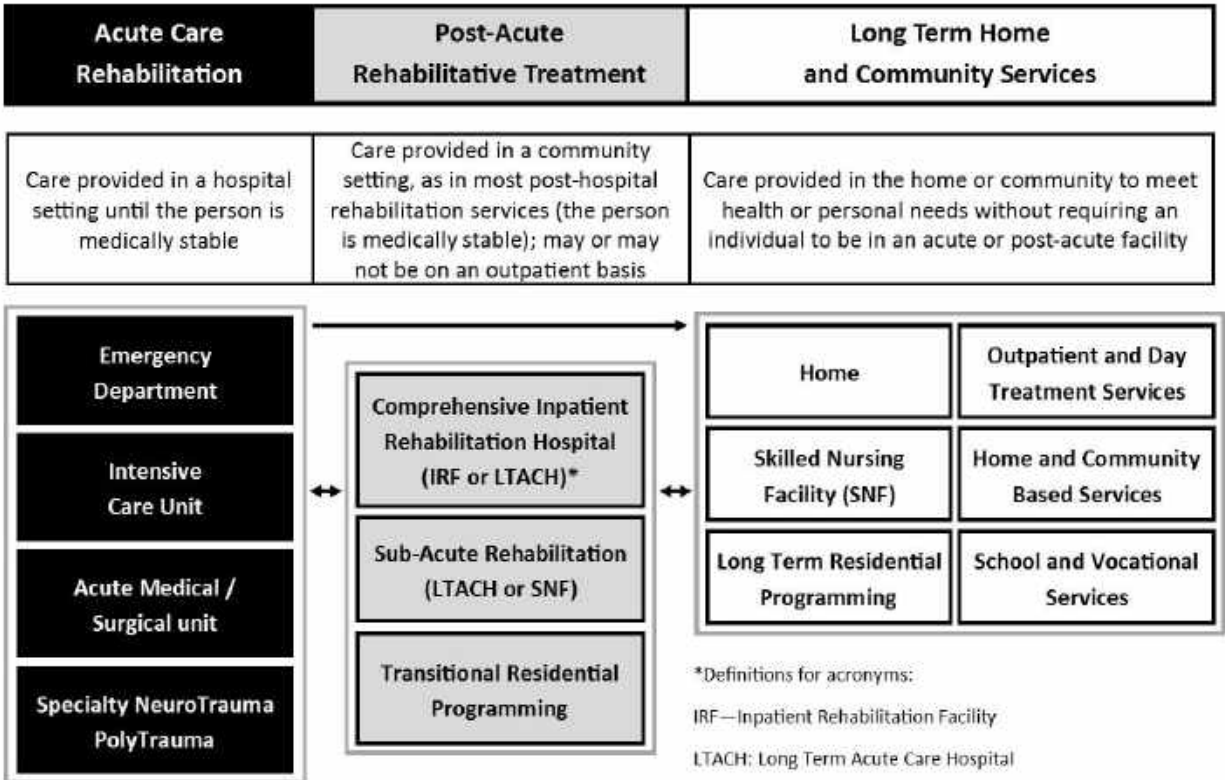 Acute Care
Rehabilitation
Post-Acute
Rehabilitative Treatment
Long Term Home
and Community Services
Care provided in a hospital
setting until the person is
medically stable
Care provided in a community
setting, as in most post-hospital
rehabilitation services (the person
is medically stable); may or may
not be on an outpatient basis
Care provided in the home or community to meet
health or personal needs without requiring an
individual to be in an acute or post-acute facility
Emergency
Department
Intensive
Care Unit
Acute Medical /
Surgical unit
Specialty NeuroTrauma
PolyTrauma
Comprehensive Inpatient
Rehabilitation Hospital
(IRF or LTACH)*
Sub-Acute Rehabilitation
(LTACH or SNF)
Transitional Residential
Programming
Home
Outpatient and Day
Treatment Services
Skilled Nursing
Facility (SNF)
Home and Community
Based Services
Long Term Residential
Programming
School and Vocational
Services
*Definitions for acronyms:
IRF—Inpatient Rehabilitation Facility
LTACH: Long Term Acute Care Hospital